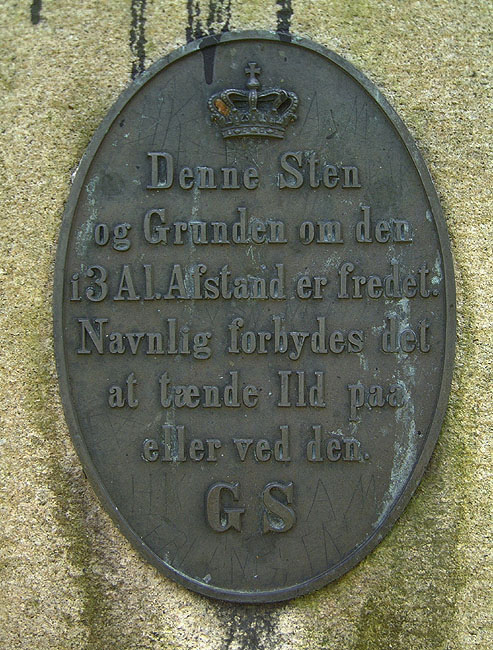 Denne Sten
og Grunden om den
i 3 Al. Afstand er fredet.
Navnlig forbydes det
at tænde Ild paa
eller ved den.
G S